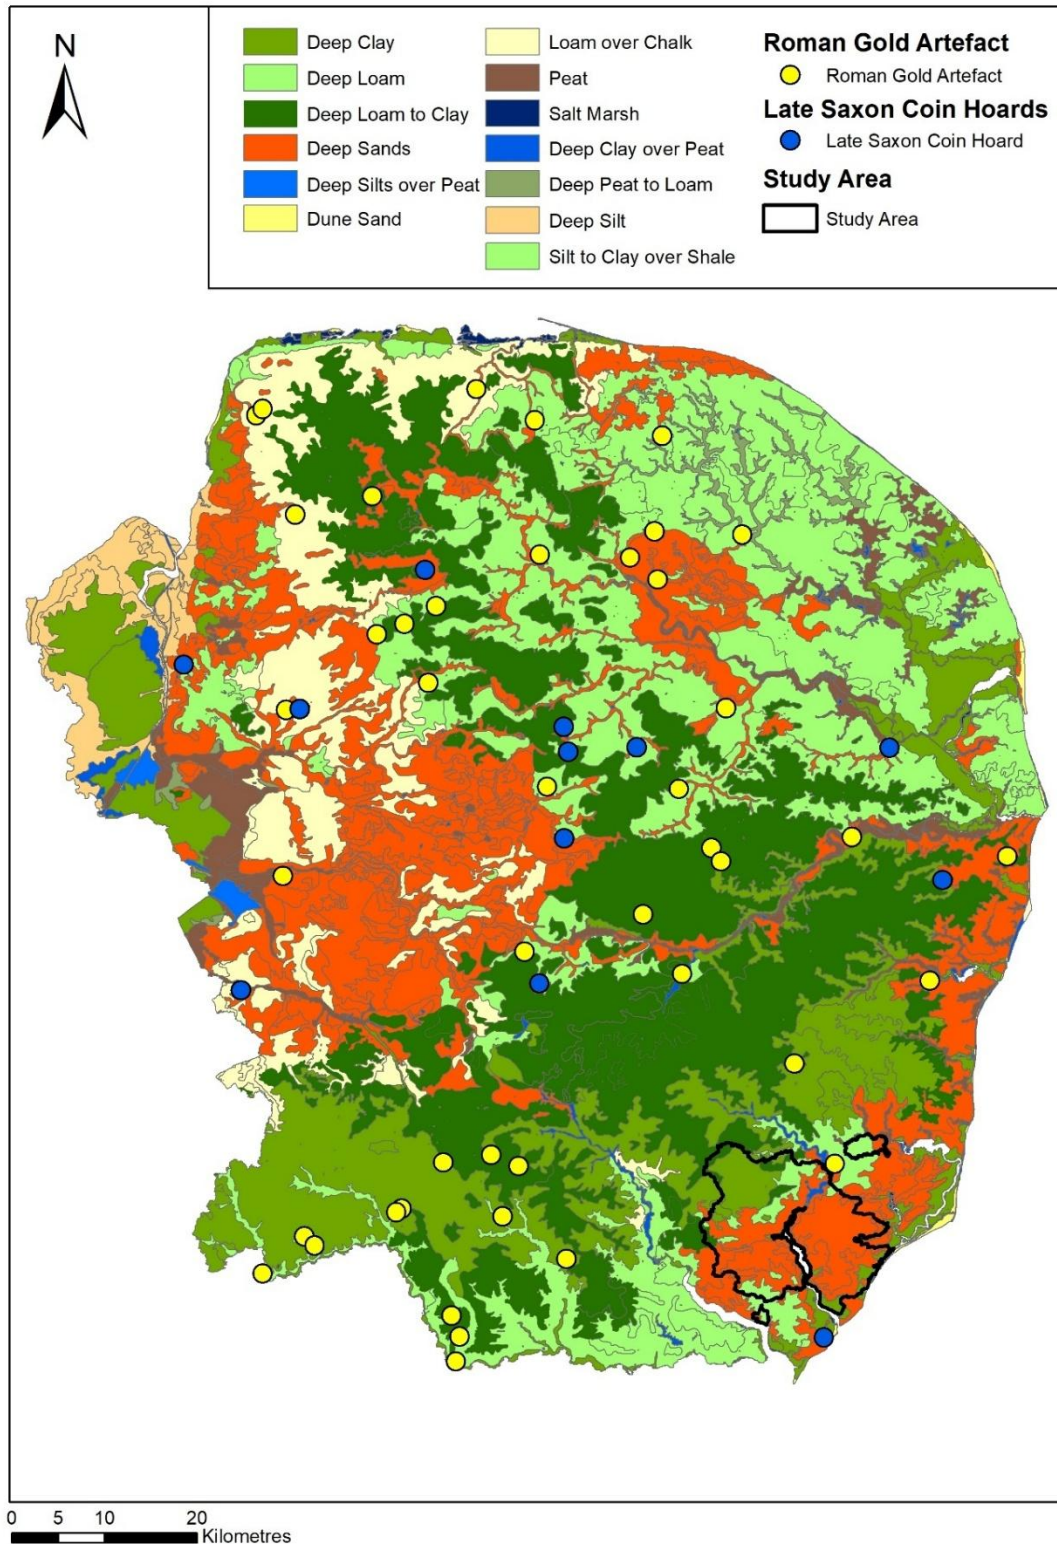 N
Deep Clay
Deep Loam
Deep Loam to Clay
Deep Sands
Deep Silts over Peat
Dune Sand
Loam over Chalk
Peat
Salt Marsh
Deep Clay over Peat
Deep Peat to Loam
Deep Silt
Silt to Clay over Shale
Roman Gold Artefact
Roman Gold Artefact
Late Saxon Coin Hoards
Late Saxon Coin Hoard
Study Area
Study Area
0 5 10 20
Kilometres